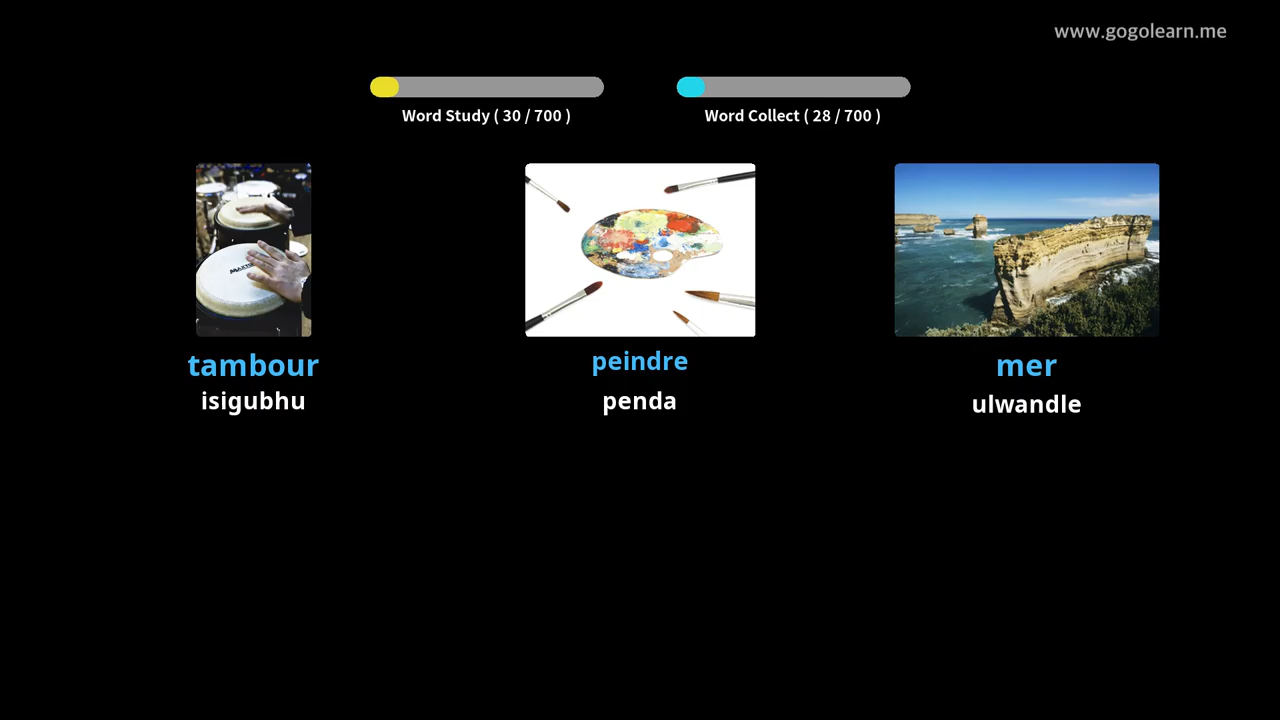 www.gogolearn.me
Word Study ( 30 / 700 )
Word Collect ( 28 / 700 )
tambour
isigubhu
peindre
penda
mer
ulwandle